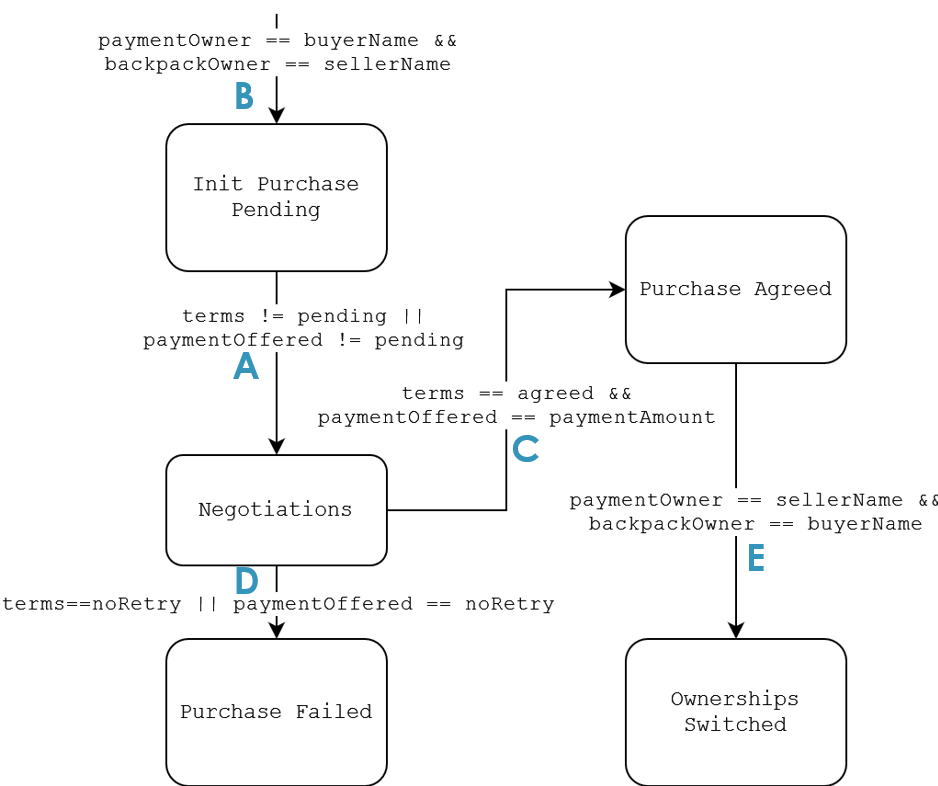 paymentOwner == buyerName &&
backpackOwner == sellerName
B
Init Purchase
Pending
terms != pending ||
paymentOffered != pending
A
Purchase Agreed
terms == agreed &&
paymentOffered == paymentAmount
C
Negotiations
paymentOwner == sellerName &&
backpackOwner == buyerName
E
D
terms==noRetry || paymentOffered == noRetry
Purchase Failed
Ownerships
Switched